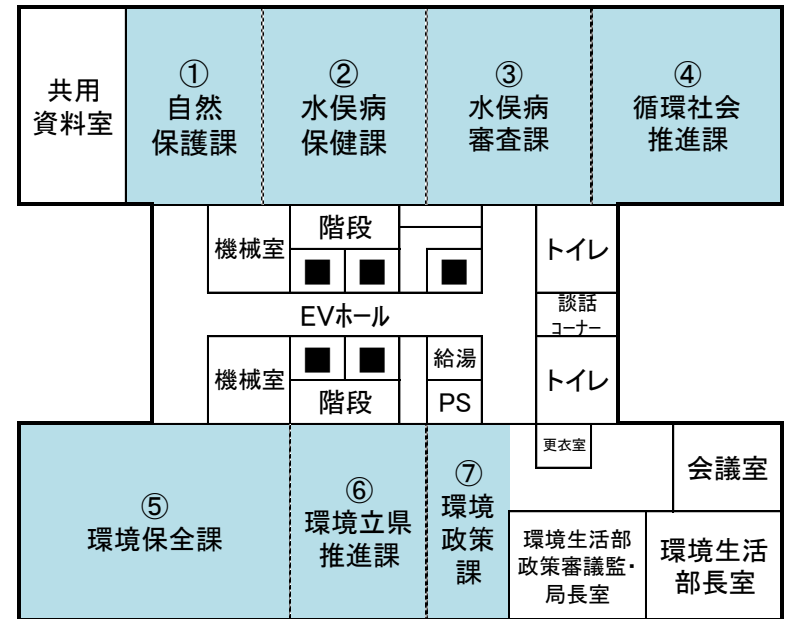 共用
資料室
①
自然
保護課
②
水俣病
保健課
③
水俣病
審査課
④
循環社会
推進課
機械室
階段
トイレ
EVホール
談話
コーナー
機械室
階段
給湯
PS
トイレ
⑤
環境保全課
⑥
環境立県
推進課
⑦
環境
政策
課
更衣室
会議室
環境生活部
政策審議監・
局長室
環境生活
部長室